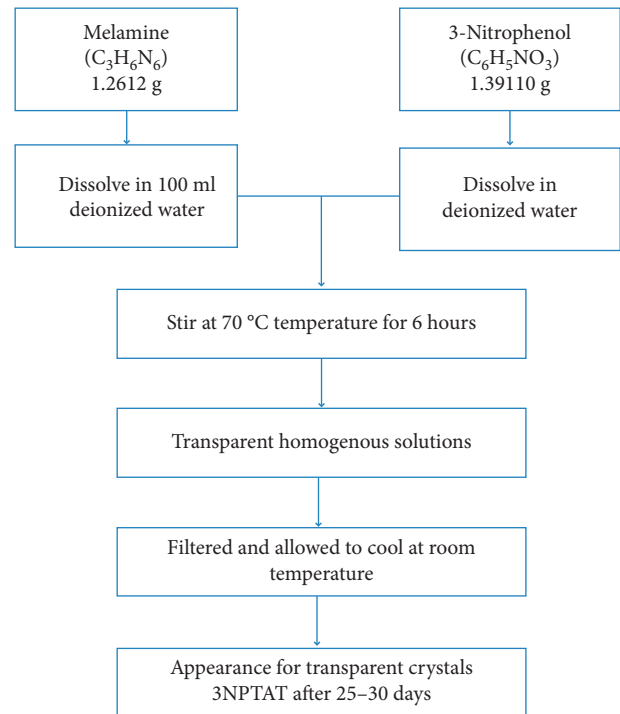 Melamine
(C₃H₆N₆)
1.2612 g
3-Nitrophenol
(C₆H₅NO₃)
1.39110 g
Dissolve in 100 ml
deionized water
Dissolve in
deionized water
Stir at 70 °C temperature for 6 hours
Transparent homogenous solutions
Filtered and allowed to cool at room
temperature
Appearance for transparent crystals
3NPTAT after 25–30 days